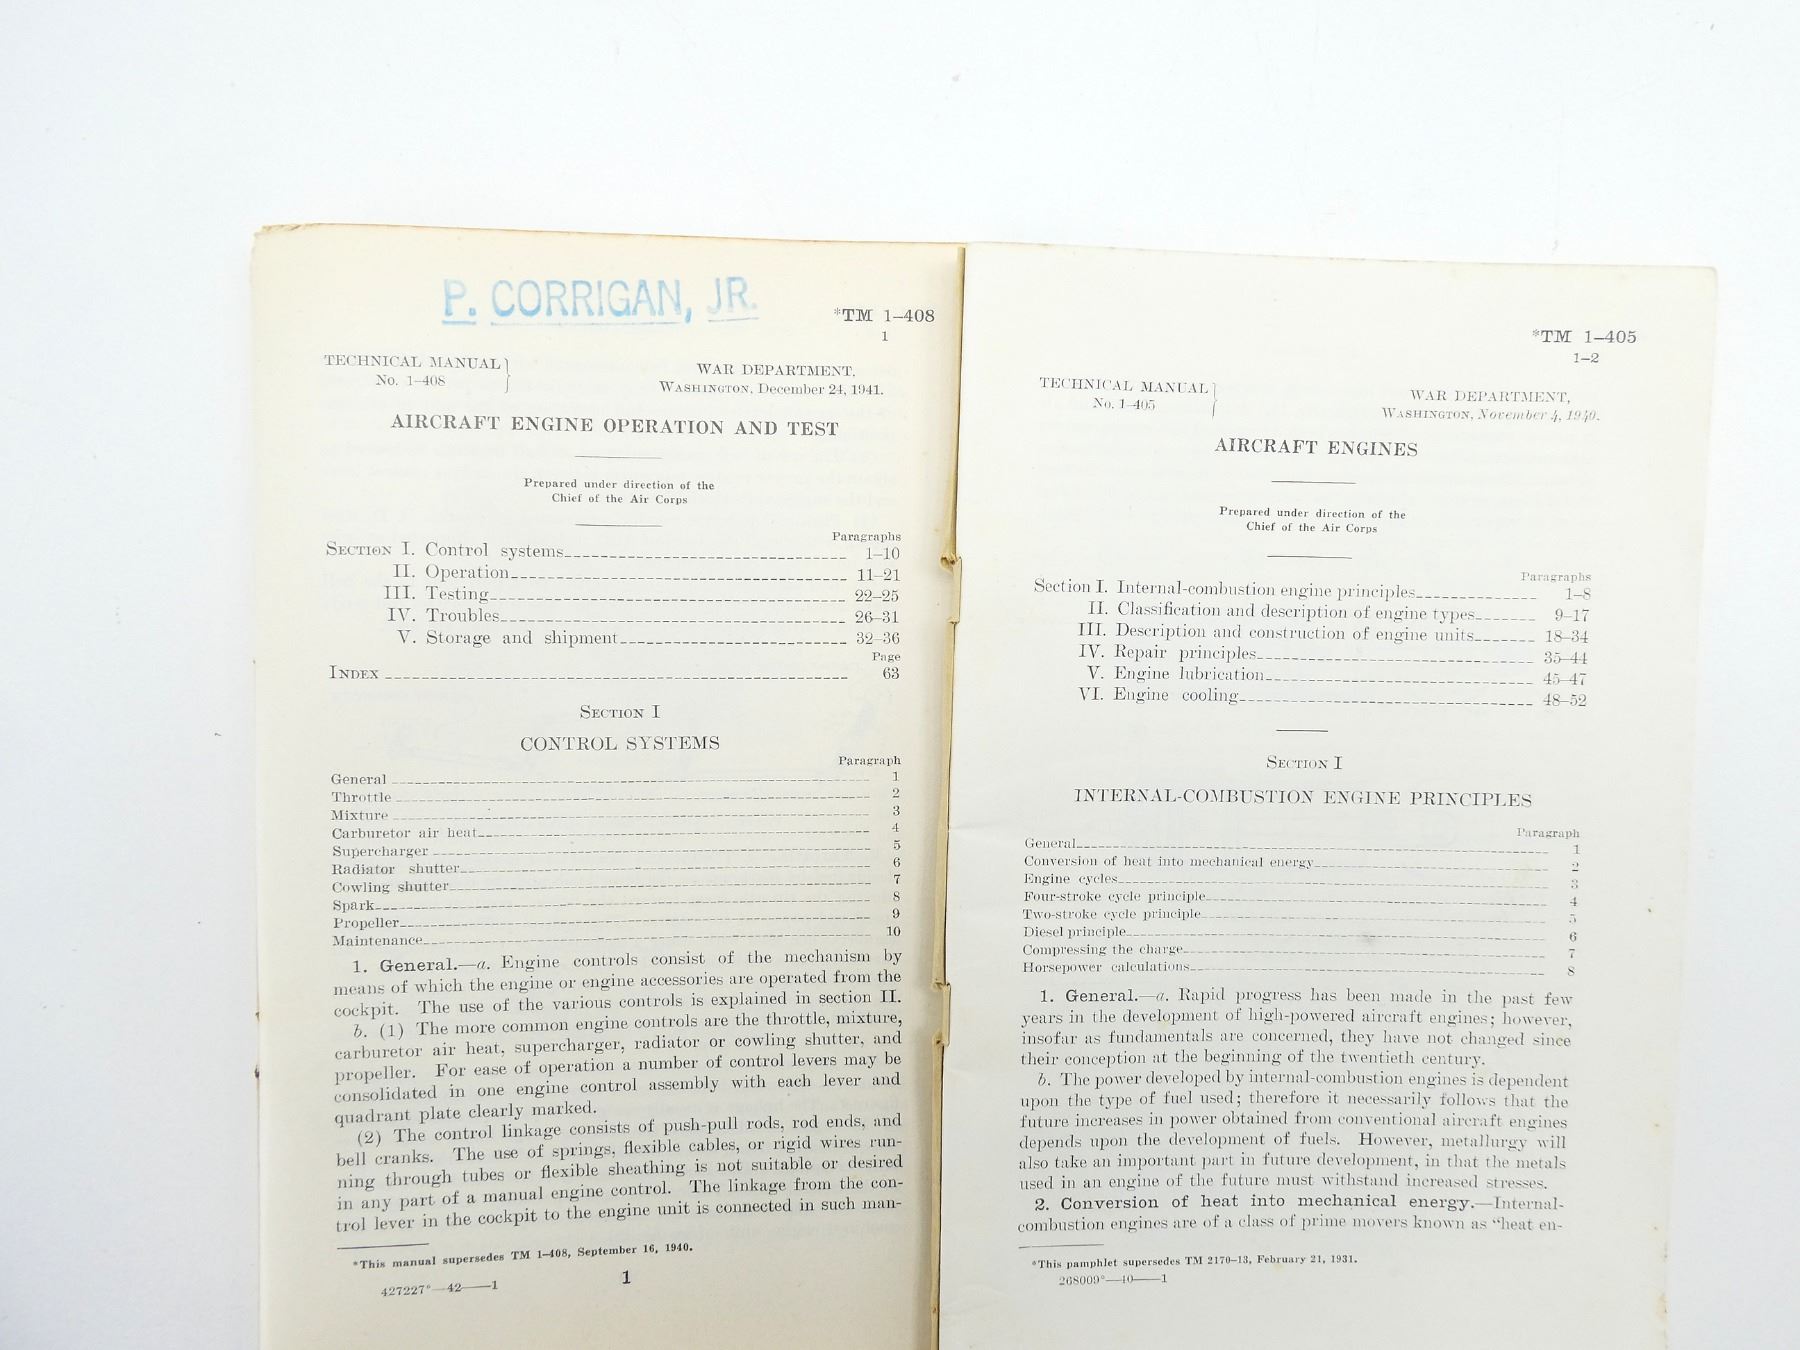 P. CORRIGAN, JR.
*TM 1–408
1
TECHNICAL MANUAL
No. 1–408
WAR DEPARTMENT,
WASHINGTON, December 24, 1941.
AIRCRAFT ENGINE OPERATION AND TEST
Prepared under direction of the
Chief of the Air Corps
Paragraphs
SECTION I. Control systems 1–10
II. Operation 11–21
III. Testing 22–25
IV. Troubles 26–31
V. Storage and shipment 32–36
Page
INDEX 63
SECTION I
CONTROL SYSTEMS
Paragraph
General 1
Throttle 2
Mixture 3
Carburetor air heat 4
Supercharger 5
Radiator shutter 6
Cowling shutter 7
Spark 8
Propeller 9
Maintenance 10
1. General.—a. Engine controls consist of the mechanism by
means of which the engine or engine accessories are operated from the
cockpit. The use of the various controls is explained in section II.
b. (1) The more common engine controls are the throttle, mixture,
carburetor air heat, supercharger, radiator or cowling shutter, and
propeller. For ease of operation a number of control levers may be
consolidated in one engine control assembly with each lever and
quadrant plate clearly marked.
(2) The control linkage consists of push-pull rods, rod ends, and
bell cranks. The use of springs, flexible cables, or rigid wires run-
ning through tubes or flexible sheathing is not suitable or desired
in any part of a manual engine control. The linkage from the con-
trol lever in the cockpit to the engine unit is connected in such man-
*This manual supersedes TM 1–408, September 16, 1940.
427227°—42——1
1
*TM 1–405
1–2
TECHNICAL MANUAL
No. 1–405
WAR DEPARTMENT,
WASHINGTON, November 4, 1940.
AIRCRAFT ENGINES
Prepared under direction of the
Chief of the Air Corps
Paragraphs
Section I. Internal-combustion engine principles 1–8
II. Classification and description of engine types 9–17
III. Description and construction of engine units 18–34
IV. Repair principles 35–44
V. Engine lubrication 45–47
VI. Engine cooling 48–52
SECTION I
INTERNAL-COMBUSTION ENGINE PRINCIPLES
Paragraph
General 1
Conversion of heat into mechanical energy 2
Engine cycles 3
Four-stroke cycle principle 4
Two-stroke cycle principle 5
Diesel principle 6
Compressing the charge 7
Horsepower calculations 8
1. General.—a. Rapid progress has been made in the past few
years in the development of high-powered aircraft engines; however,
insofar as fundamentals are concerned, they have not changed since
their conception at the beginning of the twentieth century.
b. The power developed by internal-combustion engines is dependent
upon the type of fuel used; therefore it necessarily follows that the
future increases in power obtained from conventional aircraft engines
depends upon the development of fuels. However, metallurgy will
also take an important part in future development, in that the metals
used in an engine of the future must withstand increased stresses.
2. Conversion of heat into mechanical energy.—Internal-
combustion engines are of a class of prime movers known as "heat en-
*This pamphlet supersedes TM 2170–13, February 21, 1931.
268009°—40——1